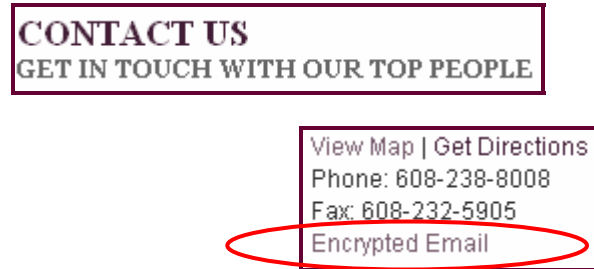 CONTACT US
GET IN TOUCH WITH OUR TOP PEOPLE
View Map | Get Directions
Phone: 608-238-8008
Fax: 608-232-5905
Encrypted Email